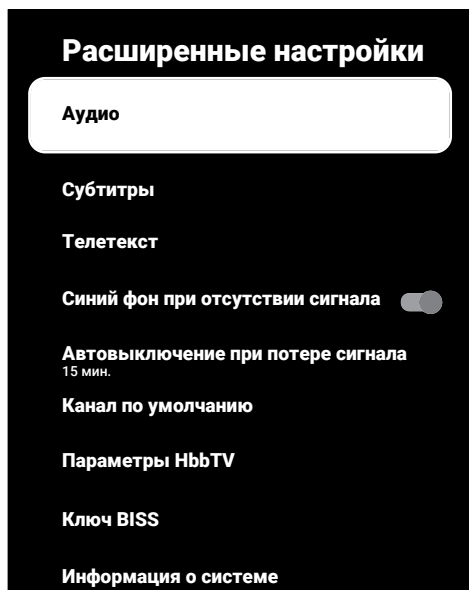 Расширенные настройки
Аудио
Субтитры
Телетекст
Синий фон при отсутствии сигнала
Автовыключение при потере сигнала
15 мин.
Канал по умолчанию
Параметры HbbTV
Ключ BISS
Информация о системе